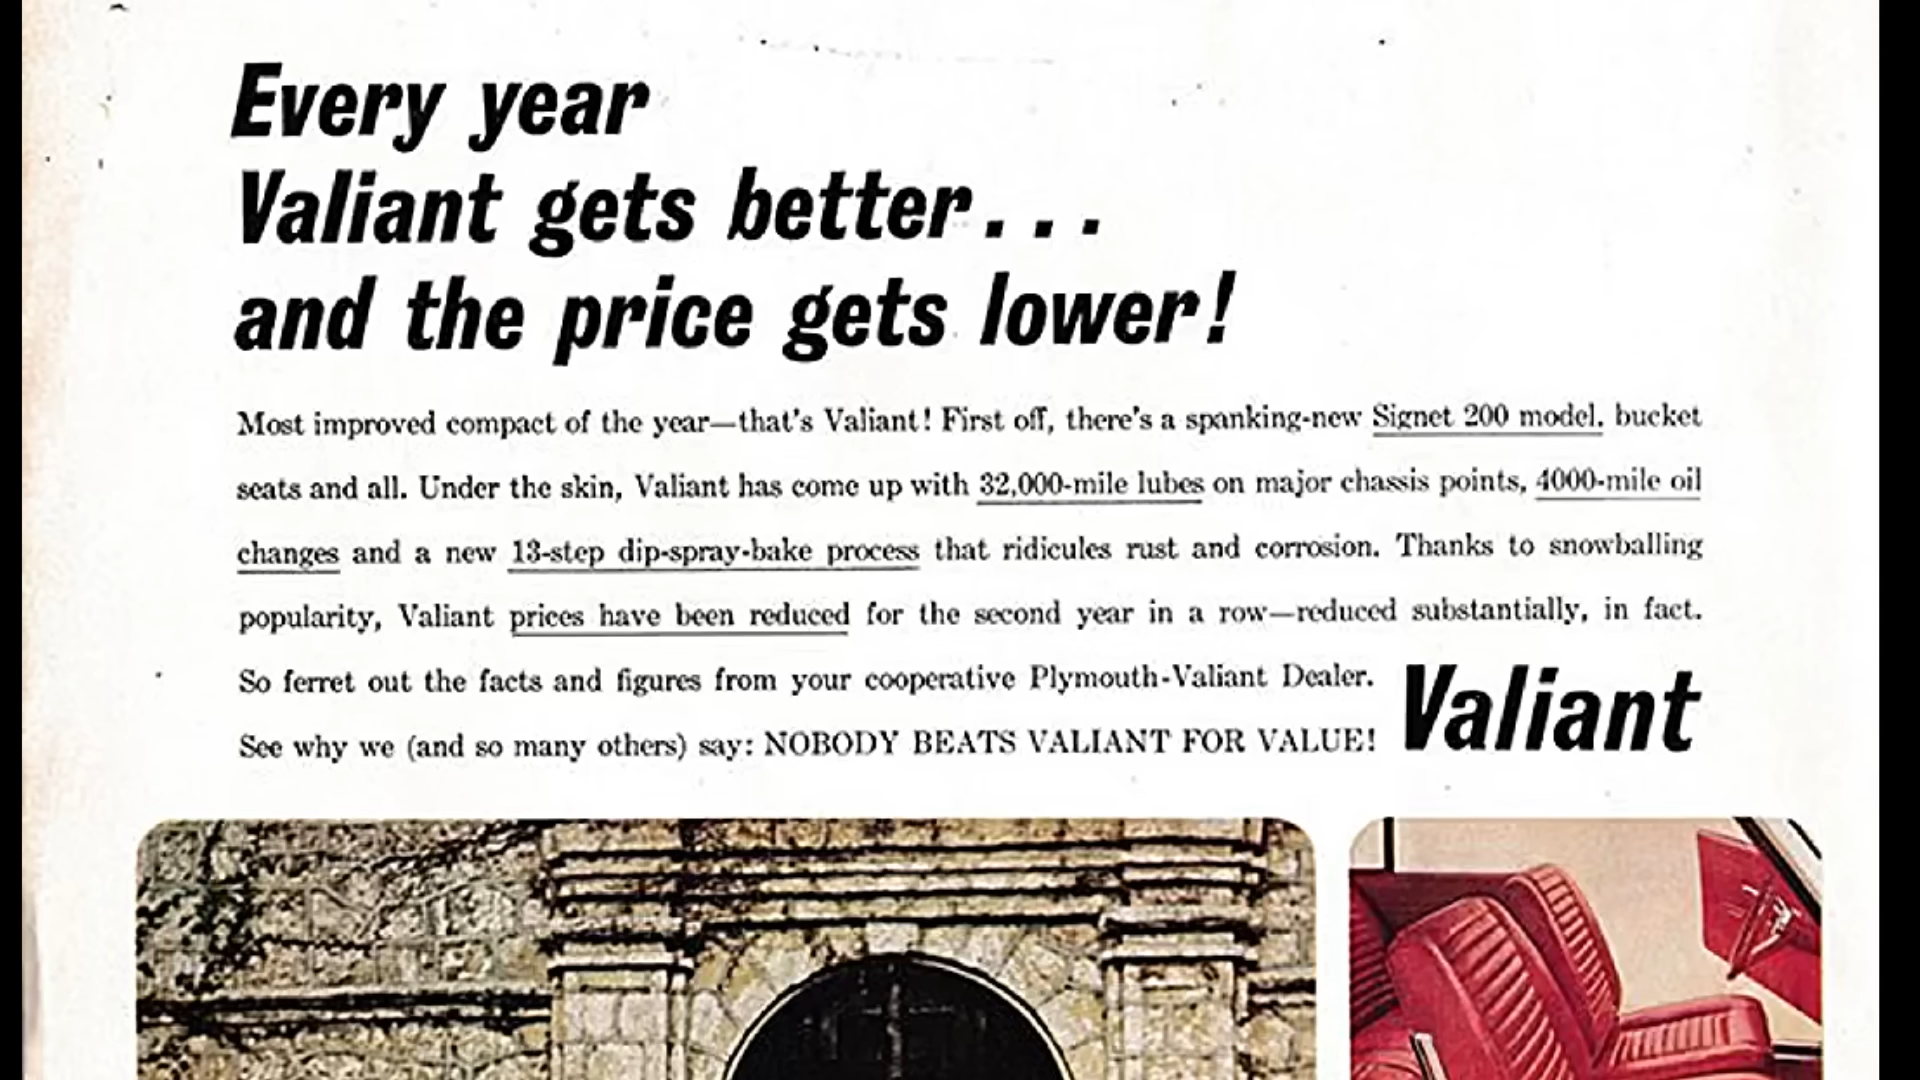 Every year
Valiant gets better...
and the price gets lower!
Most improved compact of the year—that's Valiant! First off, there's a spanking-new Signet 200 model, bucket
seats and all. Under the skin, Valiant has come up with 32,000-mile lubes on major chassis points, 4000-mile oil
changes and a new 13-step dip-spray-bake process that ridicules rust and corrosion. Thanks to snowballing
popularity, Valiant prices have been reduced for the second year in a row—reduced substantially, in fact.
So ferret out the facts and figures from your cooperative Plymouth-Valiant Dealer.
See why we (and so many others) say: NOBODY BEATS VALIANT FOR VALUE!
Valiant